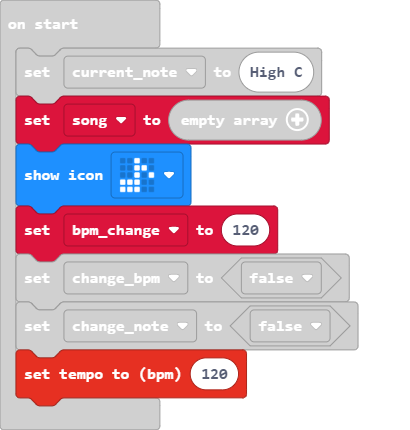 on start
set current_note to High C
set song to empty array
show icon
set bpm_change to 120
set change_bpm to false
set change_note to false
set tempo to (bpm) 120